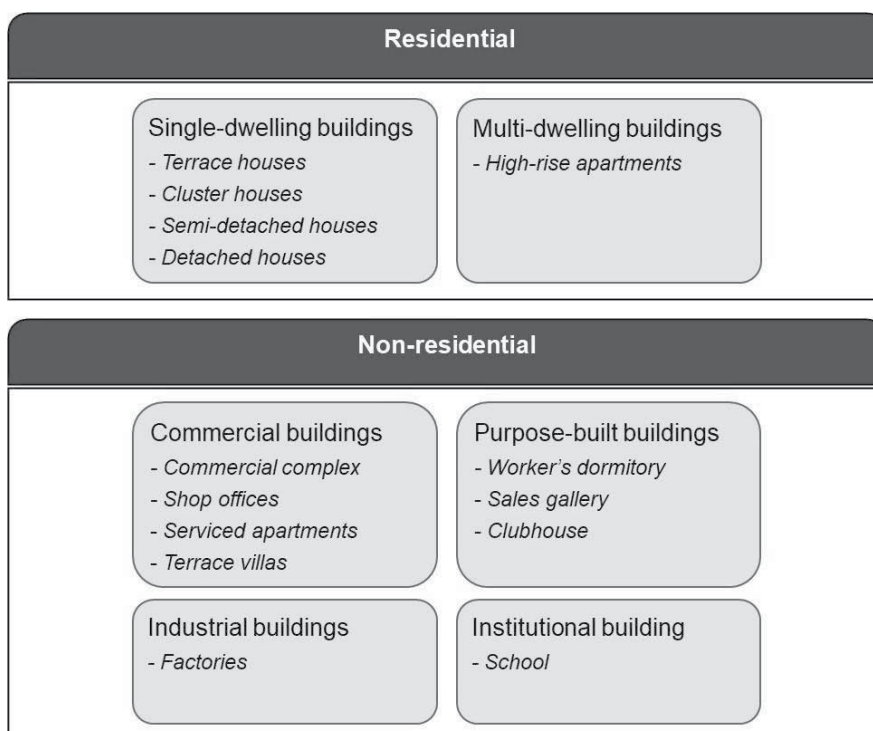 Residential
Single-dwelling buildings
- Terrace houses
- Cluster houses
- Semi-detached houses
- Detached houses
Multi-dwelling buildings
- High-rise apartments
Non-residential
Commercial buildings
- Commercial complex
- Shop offices
- Serviced apartments
- Terrace villas
Purpose-built buildings
- Worker’s dormitory
- Sales gallery
- Clubhouse
Industrial buildings
- Factories
Institutional building
- School